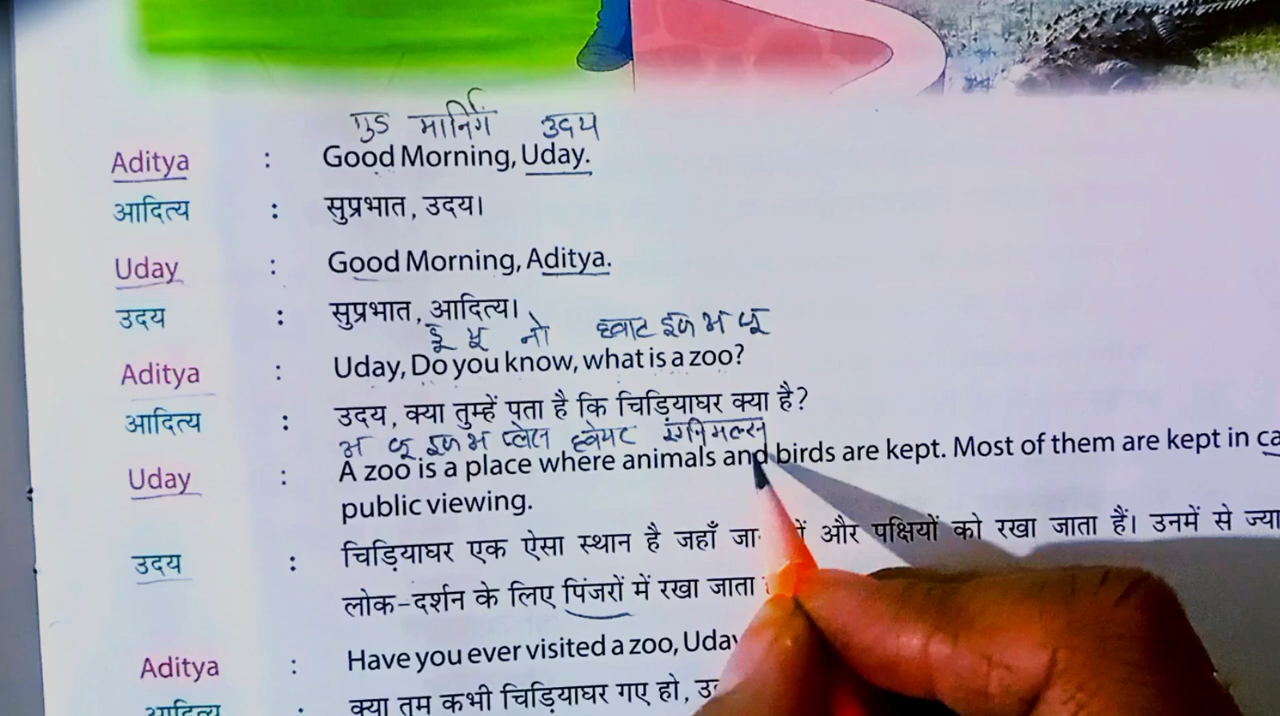 गुड मार्निंग उदय
Aditya : Good Morning, Uday.
आदित्य : सुप्रभात, उदय।
Uday : Good Morning, Aditya.
उदय : सुप्रभात, आदित्य।
डू यू नो ह्वाट इज अ जू
Aditya : Uday, Do you know, what is a zoo?
आदित्य : उदय, क्या तुम्हें पता है कि चिड़ियाघर क्या है?
अ जू इज अ प्लेस ह्वेयर एनिमल्स
Uday : A zoo is a place where animals and birds are kept. Most of them are kept in ca
public viewing.
उदय : चिड़ियाघर एक ऐसा स्थान है जहाँ जा और पक्षियों को रखा जाता हैं। उनमें से ज्या
लोक-दर्शन के लिए पिंजरों में रखा जाता
Aditya : Have you ever visited a zoo, Uday
आदित्य : क्या तुम कभी चिड़ियाघर गए हो, उ